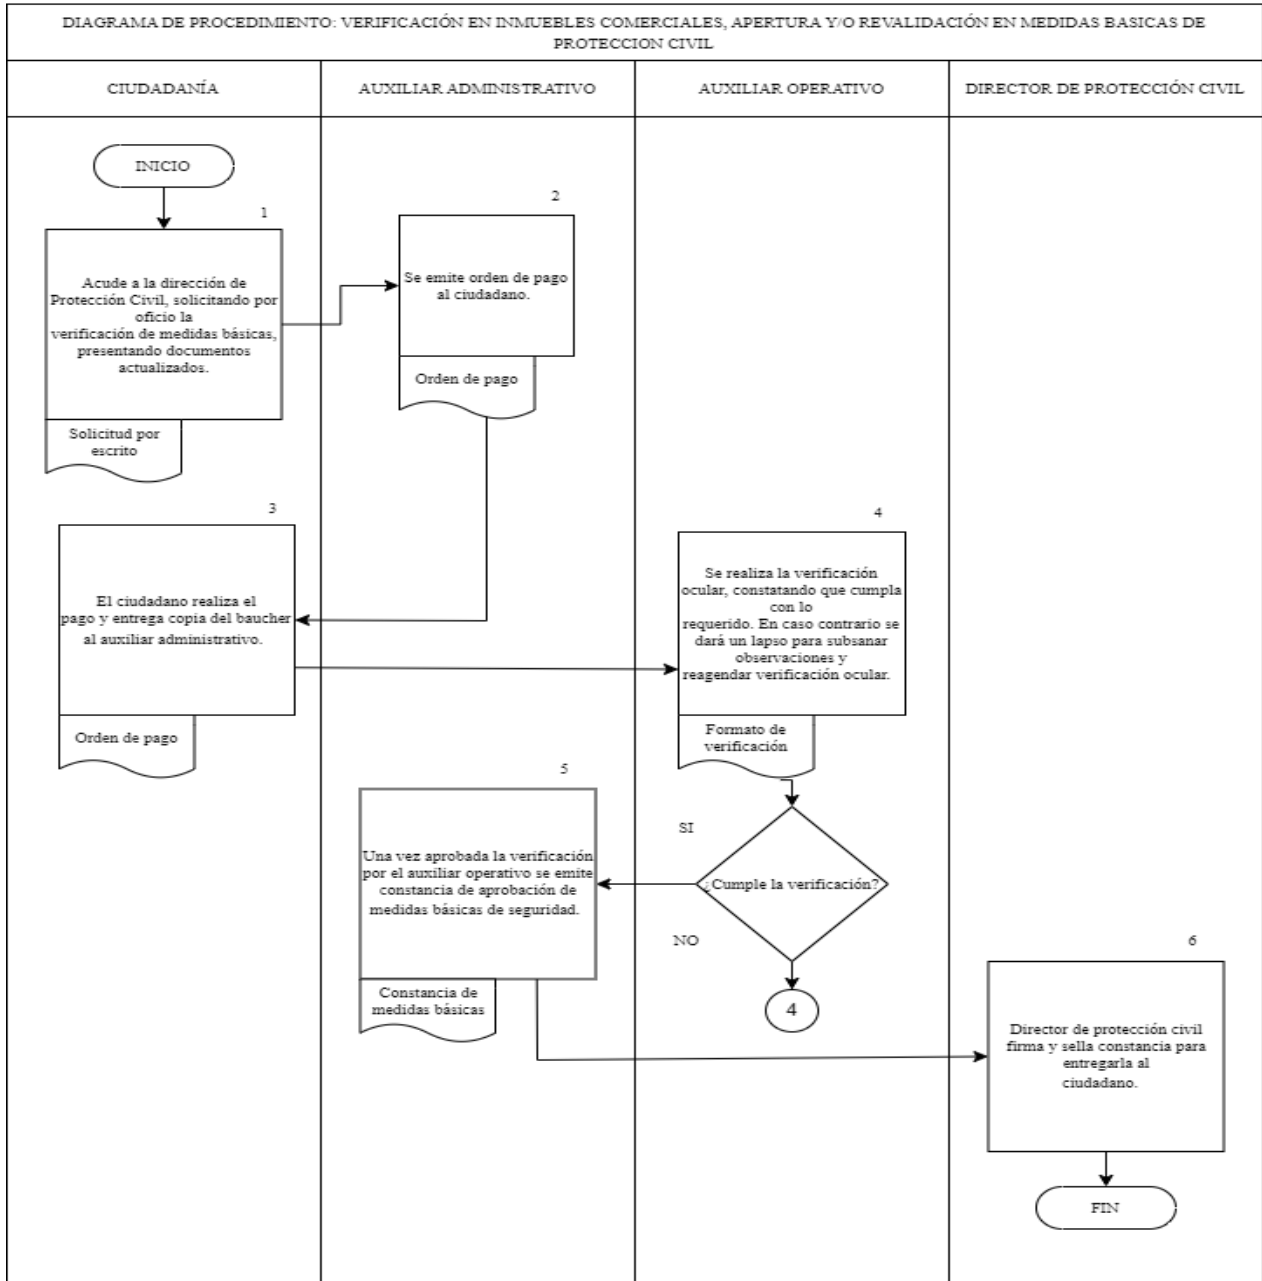 DIAGRAMA DE PROCEDIMIENTO: VERIFICACIÓN EN INMUEBLES COMERCIALES, APERTURA Y/O REVALIDACIÓN EN MEDIDAS BASICAS DE
PROTECCION CIVIL
CIUDADANÍA
AUXILIAR ADMINISTRATIVO
AUXILIAR OPERATIVO
DIRECTOR DE PROTECCIÓN CIVIL
INICIO
1
Acude a la dirección de
Protección Civil, solicitando por
oficio la
verificación de medidas básicas,
presentando documentos
actualizados.
Solicitud por
escrito
2
Se emite orden de pago
al ciudadano.
Orden de pago
3
El ciudadano realiza el
pago y entrega copia del baucher
al auxiliar administrativo.
Orden de pago
4
Se realiza la verificación
ocular, constatando que cumpla
con lo
requerido. En caso contrario se
dará un lapso para subsanar
observaciones y
reagendar verificación ocular.
Formato de
verificación
SI
¿Cumple la verificación?
NO
4
5
Una vez aprobada la verificación
por el auxiliar operativo se emite
constancia de aprobación de
medidas básicas de seguridad.
Constancia de
medidas básicas
6
Director de protección civil
firma y sella constancia para
entregarla al
ciudadano.
FIN